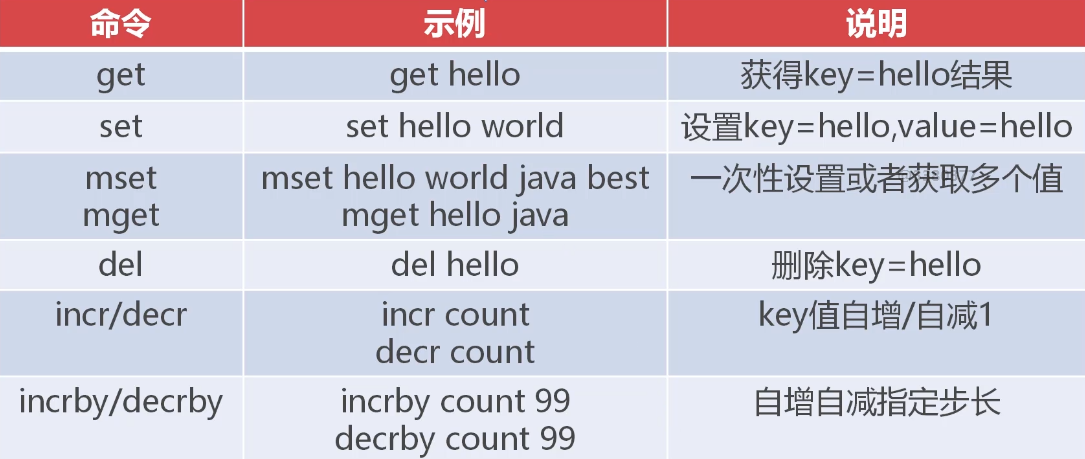 命令 示例 说明
get get hello 获得key=hello结果
set set hello world 设置key=hello,value=hello
mset mset hello world java best 一次性设置或者获取多个值
mget mget hello java
del del hello 删除key=hello
incr/decr incr count key值自增/自减1
decr count
incrby/decrby incrby count 99 自增自减指定步长
decrby count 99